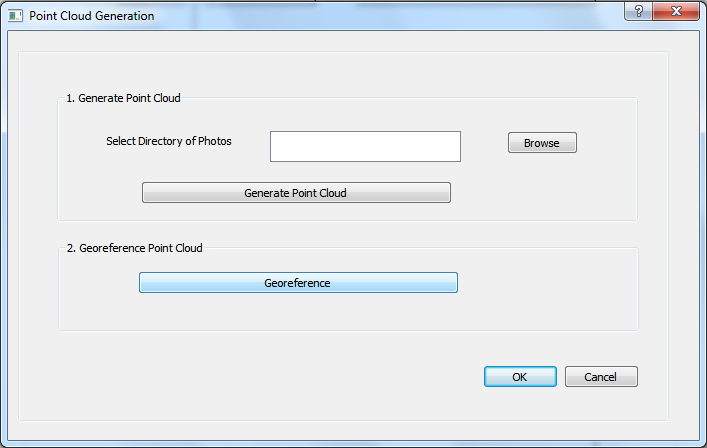 Point Cloud Generation
?
1. Generate Point Cloud
Select Directory of Photos
Browse
Generate Point Cloud
2. Georeference Point Cloud
Georeference
OK
Cancel